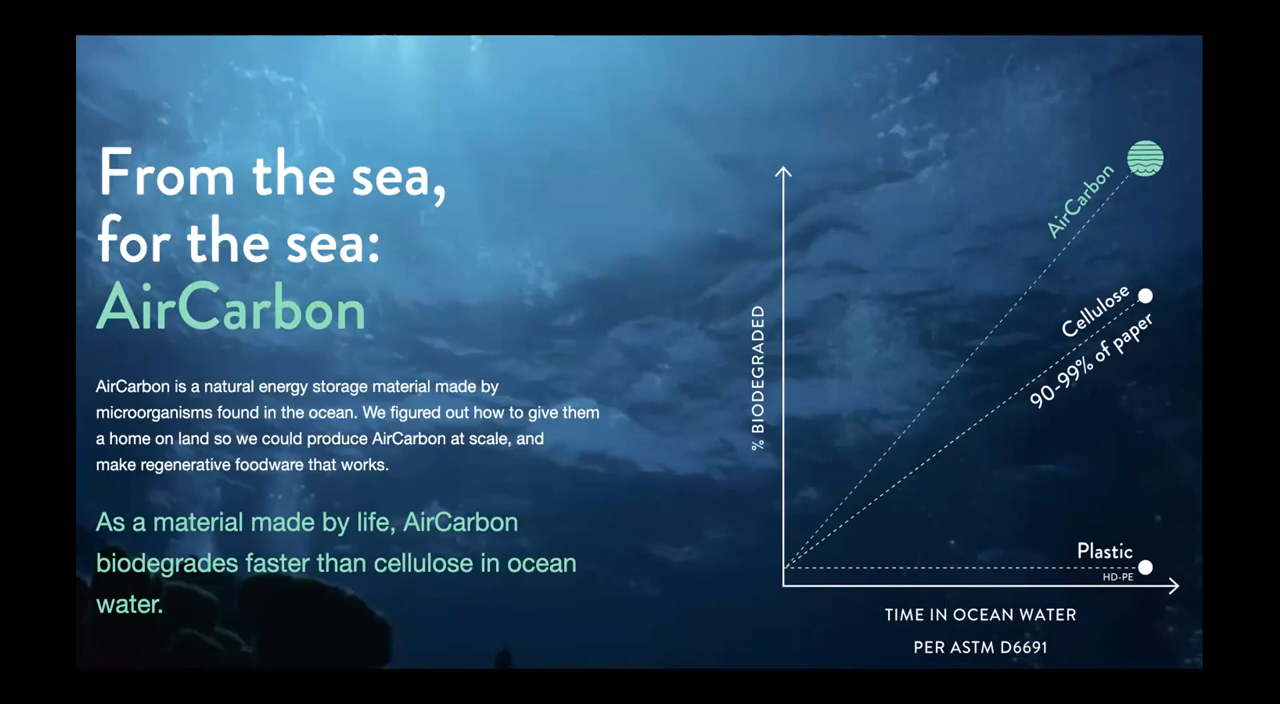 From the sea,
for the sea:
AirCarbon
AirCarbon is a natural energy storage material made by
microorganisms found in the ocean. We figured out how to give them
a home on land so we could produce AirCarbon at scale, and
make regenerative foodware that works.
As a material made by life, AirCarbon
biodegrades faster than cellulose in ocean
water.
% BIODEGRADED
AirCarbon
Cellulose
90-99% of paper
Plastic
HD-PE
TIME IN OCEAN WATER
PER ASTM D6691